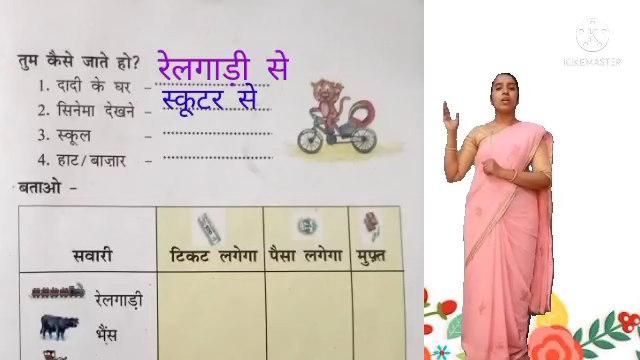 KINEMASTER
तुम कैसे जाते हो? रेलगाड़ी से
1. दादी के घर –
2. सिनेमा देखने – स्कूटर से
3. स्कूल –
4. हाट/बाज़ार –
बताओ –
सवारी टिकट लगेगा पैसा लगेगा मुफ़्त
रेलगाड़ी
भैंस